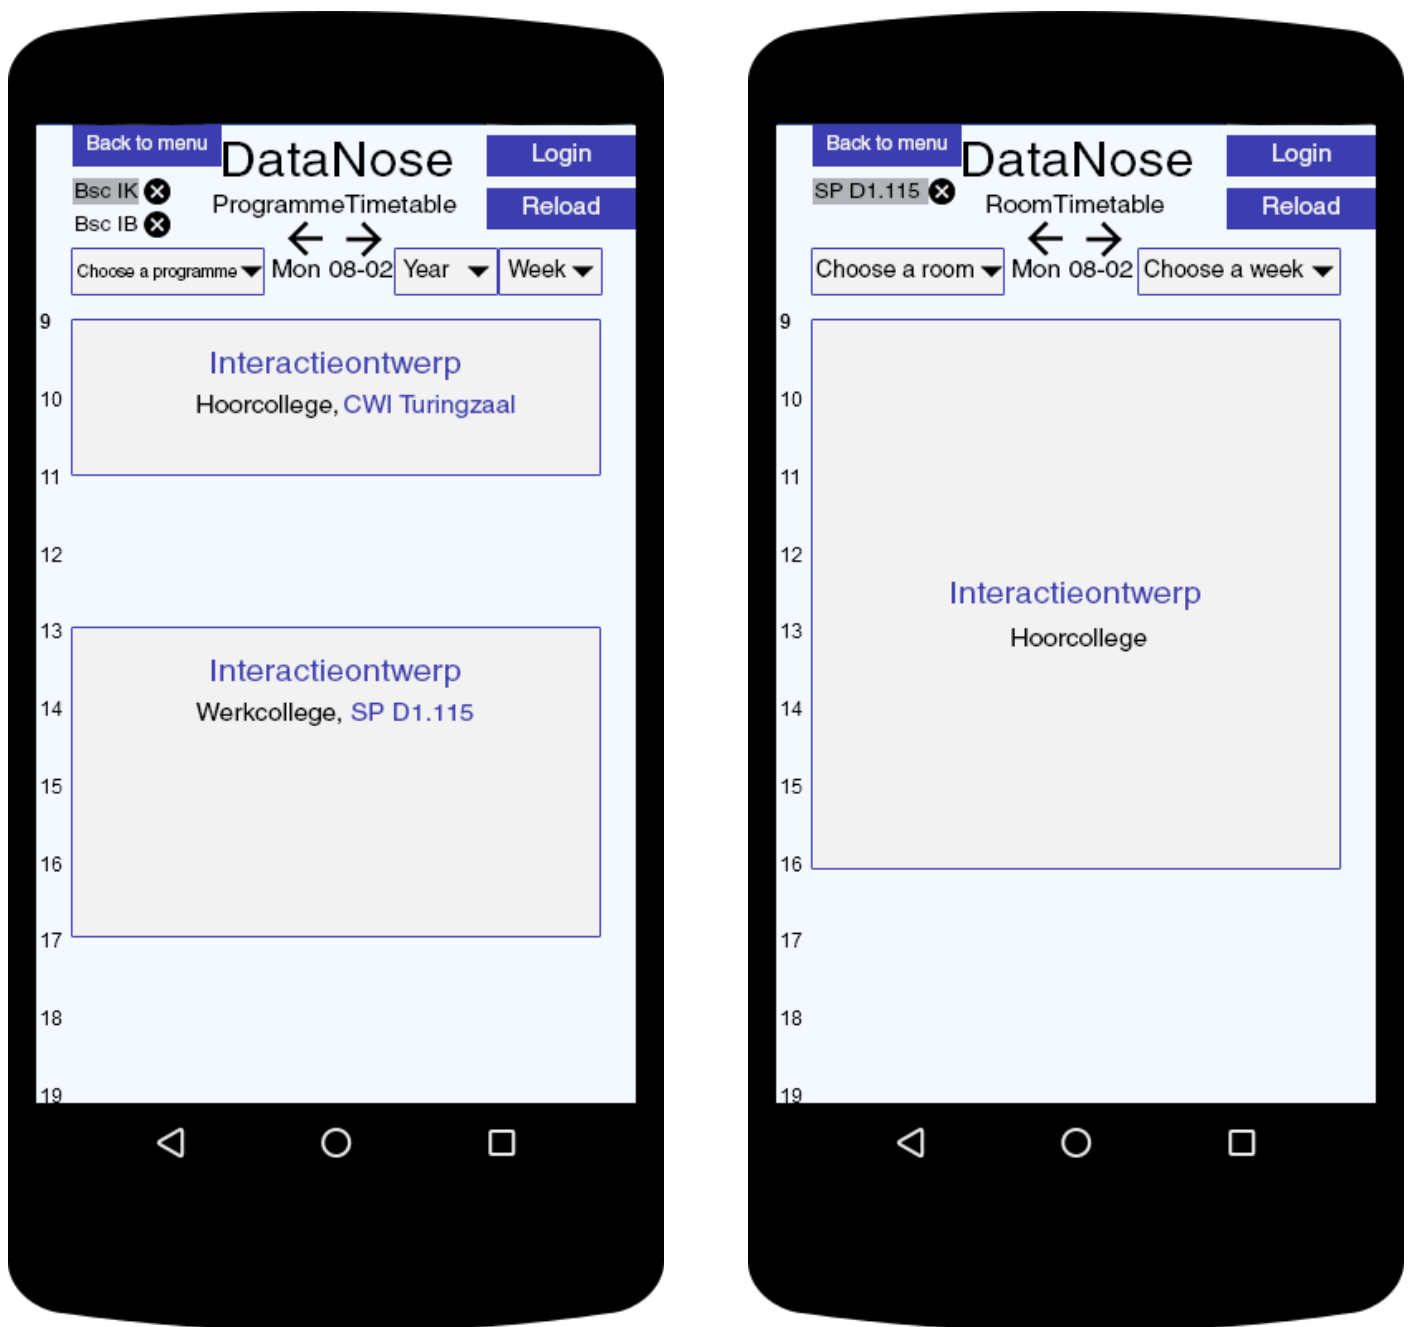 Back to menu
DataNose
Login
Bsc IK
ProgrammeTimetable
Reload
Bsc IB
Choose a programme
Mon 08-02
Year
Week
9
Interactieontwerp
10
Hoorcollege, CWI Turingzaal
11
12
13
Interactieontwerp
14
Werkcollege, SP D1.115
15
16
17
18
19
Back to menu
DataNose
Login
SP D1.115
RoomTimetable
Reload
Choose a room
Mon 08-02
Choose a week
9
10
11
12
Interactieontwerp
13
Hoorcollege
14
15
16
17
18
19